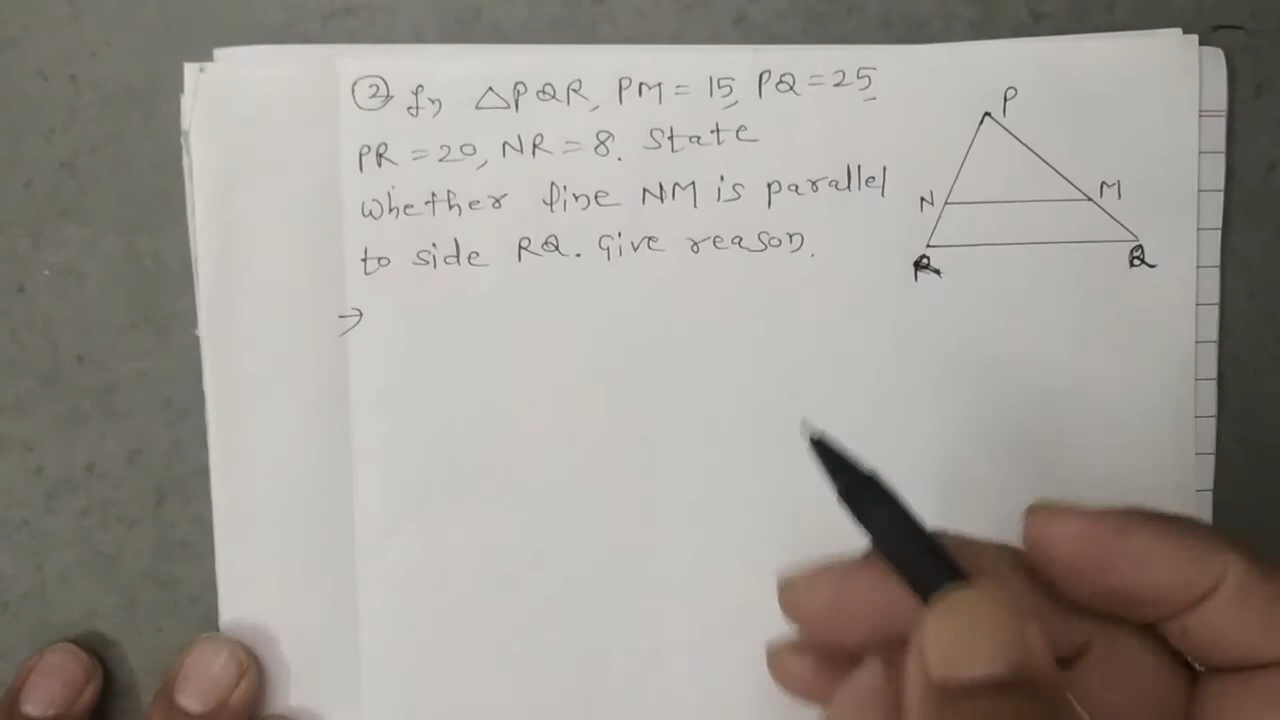 ② In △PQR, PM = 15, PQ = 25
PR = 20, NR = 8. State
whether line NM is parallel
to side RQ. Give reason.
→
P
N
M
R
Q